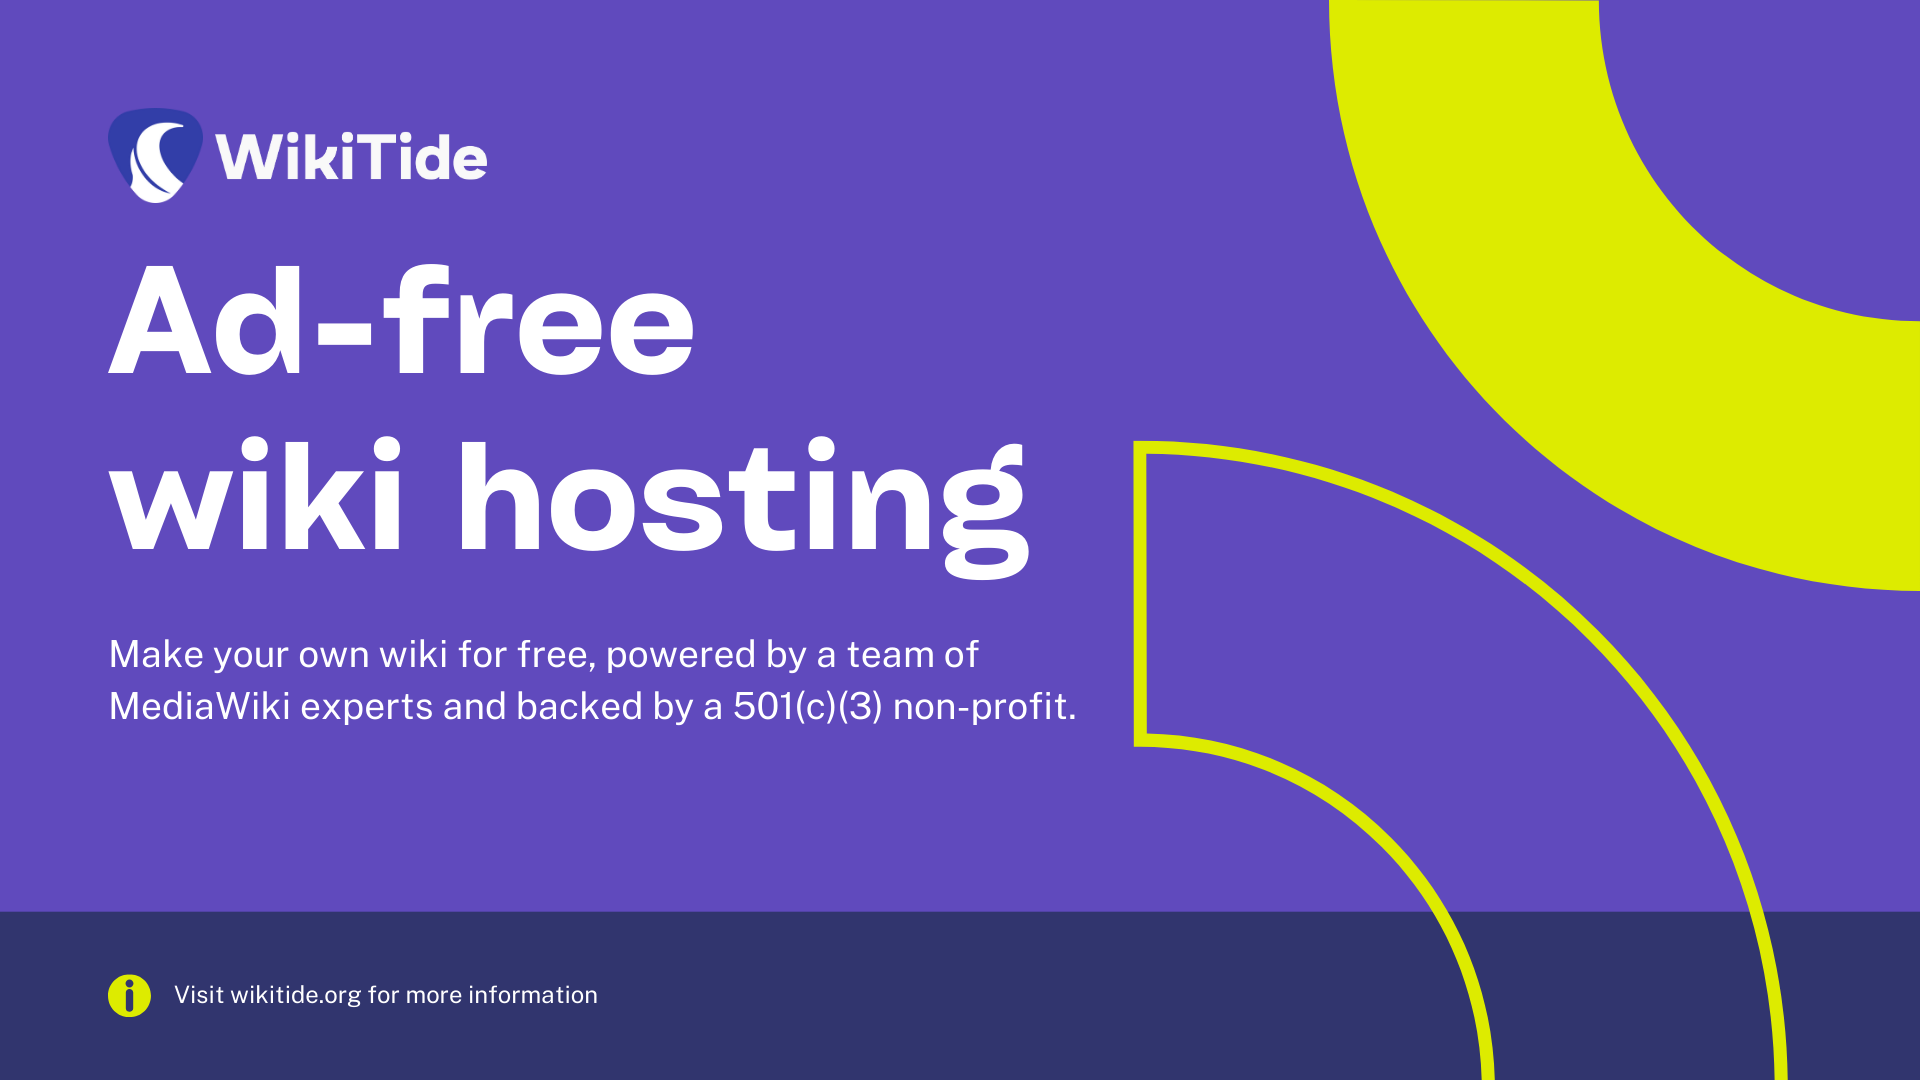 WikiTide
Ad-free
wiki hosting
Make your own wiki for free, powered by a team of
MediaWiki experts and backed by a 501(c)(3) non-profit.
Visit wikitide.org for more information